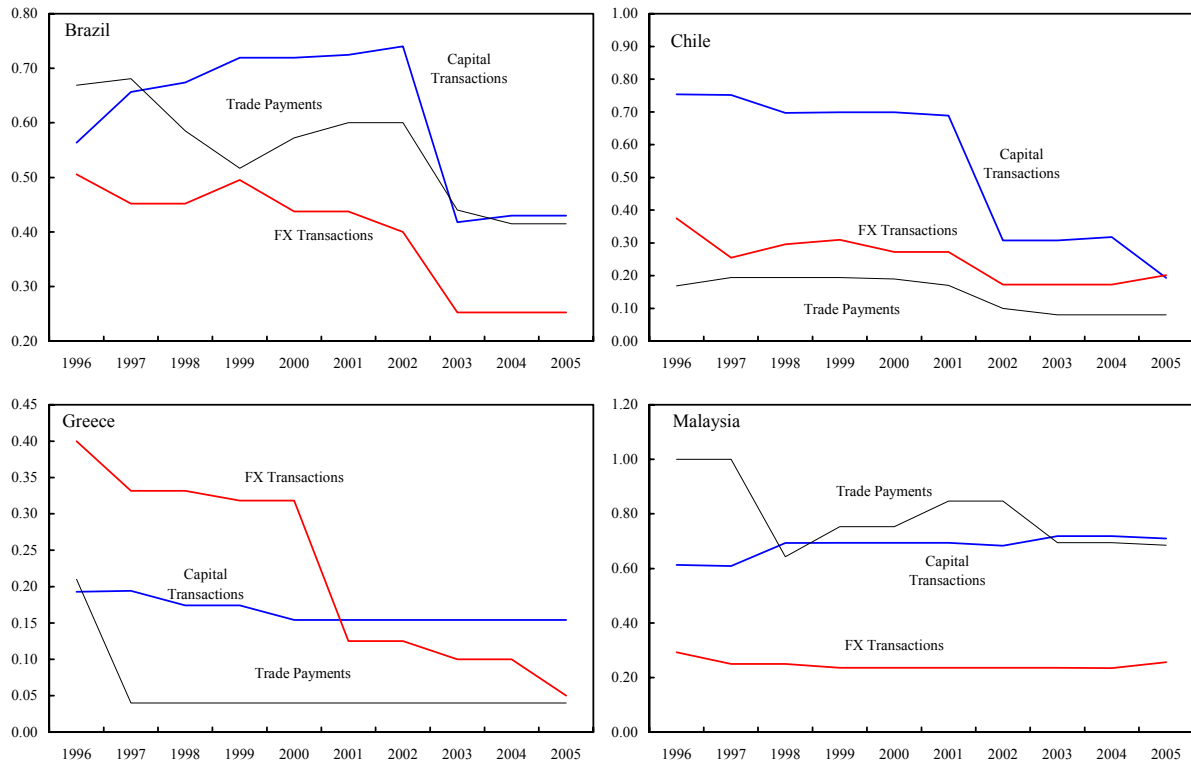 Brazil
0.80
0.70
0.60
0.50
0.40
0.30
0.20
Capital
Transactions
Trade Payments
FX Transactions
1996 1997 1998 1999 2000 2001 2002 2003 2004 2005
Chile
1.00
0.90
0.80
0.70
0.60
0.50
0.40
0.30
0.20
0.10
0.00
Capital
Transactions
FX Transactions
Trade Payments
1996 1997 1998 1999 2000 2001 2002 2003 2004 2005
Greece
0.45
0.40
0.35
0.30
0.25
0.20
0.15
0.10
0.05
0.00
FX Transactions
Capital
Transactions
Trade Payments
1996 1997 1998 1999 2000 2001 2002 2003 2004 2005
Malaysia
1.20
1.00
0.80
0.60
0.40
0.20
0.00
Trade Payments
Capital
Transactions
FX Transactions
1996 1997 1998 1999 2000 2001 2002 2003 2004 2005